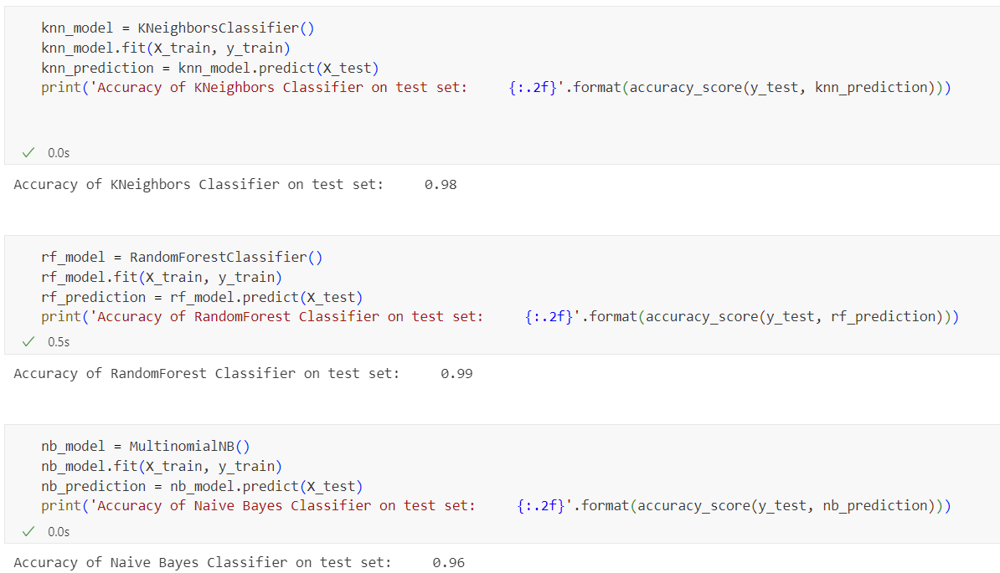 knn_model = KNeighborsClassifier()
knn_model.fit(X_train, y_train)
knn_prediction = knn_model.predict(X_test)
print('Accuracy of KNeighbors Classifier on test set:     {:.2f}'.format(accuracy_score(y_test, knn_prediction)))
✓ 0.0s
Accuracy of KNeighbors Classifier on test set:     0.98
rf_model = RandomForestClassifier()
rf_model.fit(X_train, y_train)
rf_prediction = rf_model.predict(X_test)
print('Accuracy of RandomForest Classifier on test set:     {:.2f}'.format(accuracy_score(y_test, rf_prediction)))
✓ 0.5s
Accuracy of RandomForest Classifier on test set:     0.99
nb_model = MultinomialNB()
nb_model.fit(X_train, y_train)
nb_prediction = nb_model.predict(X_test)
print('Accuracy of Naive Bayes Classifier on test set:     {:.2f}'.format(accuracy_score(y_test, nb_prediction)))
✓ 0.0s
Accuracy of Naive Bayes Classifier on test set:     0.96